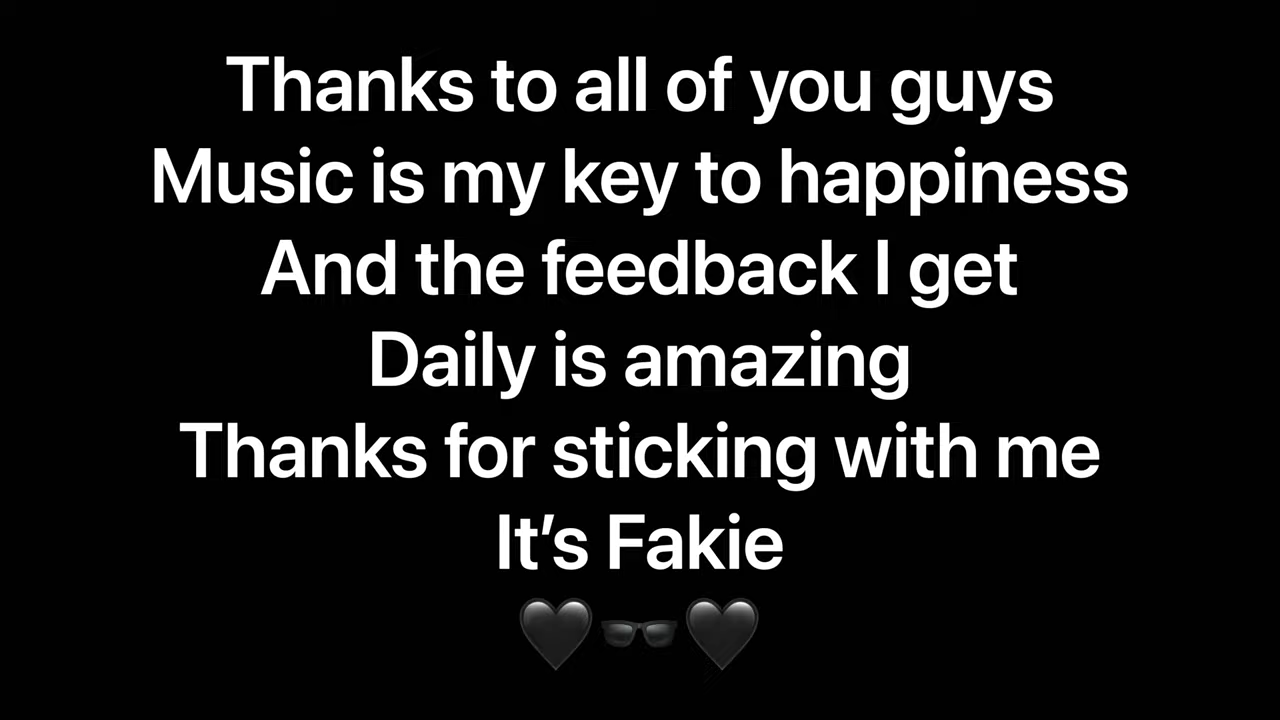 Thanks to all of you guys
Music is my key to happiness
And the feedback I get
Daily is amazing
Thanks for sticking with me
It’s Fakie
🖤🕶️🖤